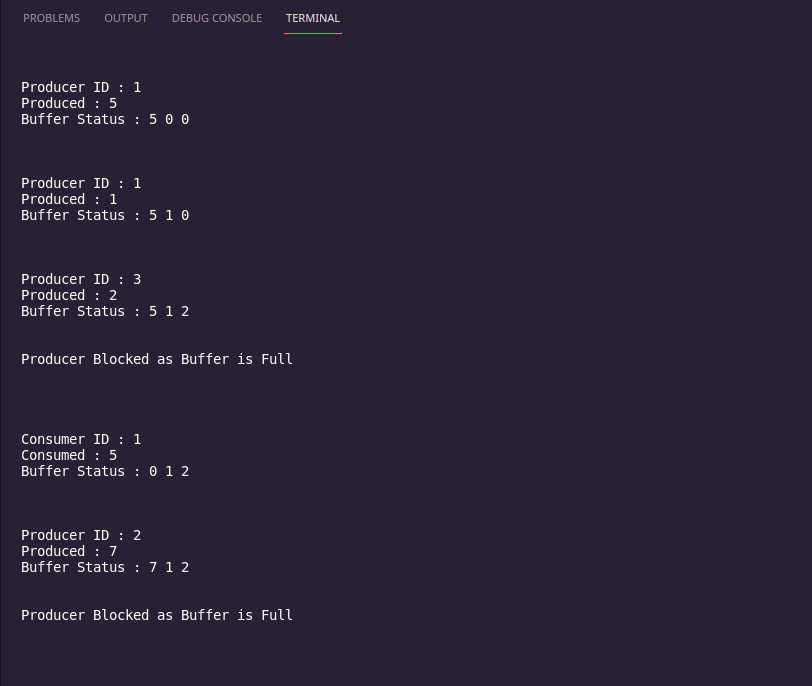 PROBLEMS OUTPUT DEBUG CONSOLE TERMINAL
Producer ID : 1
Produced : 5
Buffer Status : 5 0 0
Producer ID : 1
Produced : 1
Buffer Status : 5 1 0
Producer ID : 3
Produced : 2
Buffer Status : 5 1 2
Producer Blocked as Buffer is Full
Consumer ID : 1
Consumed : 5
Buffer Status : 0 1 2
Producer ID : 2
Produced : 7
Buffer Status : 7 1 2
Producer Blocked as Buffer is Full